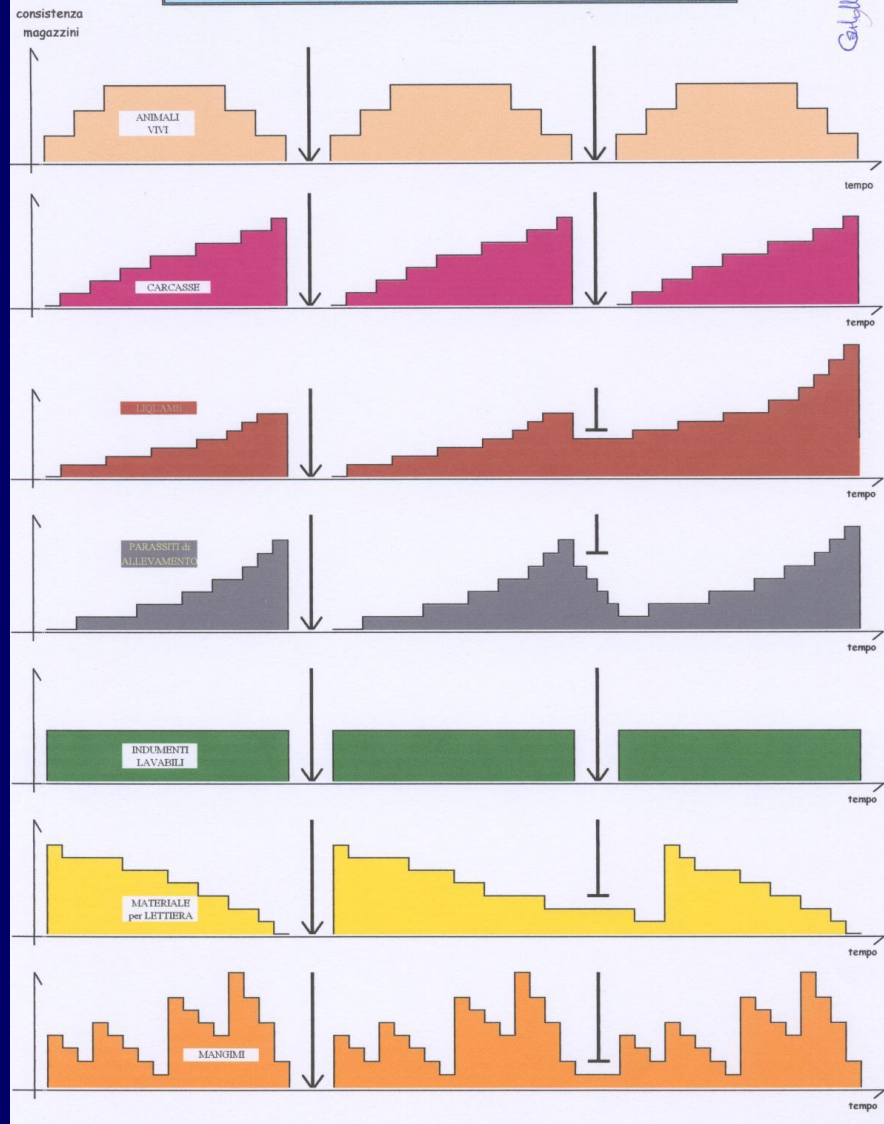 consistenza
magazzini
ANIMALI
VIVI
tempo
CARCASSE
tempo
LIQUAME
tempo
PARASSITI di
ALLEVAMENTO
tempo
INDUMENTI
LAVABILI
tempo
MATERIALE
per LETTIERA
tempo
MANGIMI
tempo